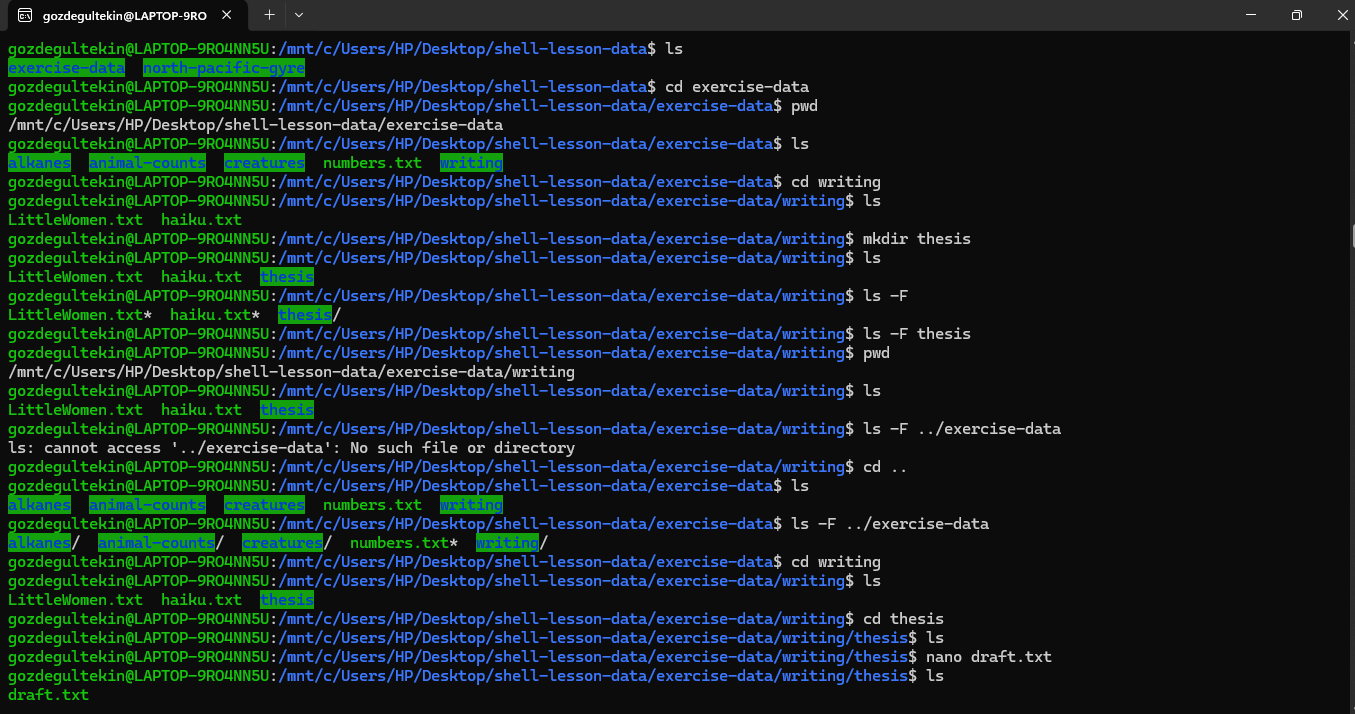 gozdegultekin@LAPTOP-9RO
gozdegultekin@LAPTOP-9RO4NN5U:/mnt/c/Users/HP/Desktop/shell-lesson-data$ ls
exercise-data  north-pacific-gyre
gozdegultekin@LAPTOP-9RO4NN5U:/mnt/c/Users/HP/Desktop/shell-lesson-data$ cd exercise-data
gozdegultekin@LAPTOP-9RO4NN5U:/mnt/c/Users/HP/Desktop/shell-lesson-data/exercise-data$ pwd
/mnt/c/Users/HP/Desktop/shell-lesson-data/exercise-data
gozdegultekin@LAPTOP-9RO4NN5U:/mnt/c/Users/HP/Desktop/shell-lesson-data/exercise-data$ ls
alkanes  animal-counts  creatures  numbers.txt  writing
gozdegultekin@LAPTOP-9RO4NN5U:/mnt/c/Users/HP/Desktop/shell-lesson-data/exercise-data$ cd writing
gozdegultekin@LAPTOP-9RO4NN5U:/mnt/c/Users/HP/Desktop/shell-lesson-data/exercise-data/writing$ ls
LittleWomen.txt  haiku.txt
gozdegultekin@LAPTOP-9RO4NN5U:/mnt/c/Users/HP/Desktop/shell-lesson-data/exercise-data/writing$ mkdir thesis
gozdegultekin@LAPTOP-9RO4NN5U:/mnt/c/Users/HP/Desktop/shell-lesson-data/exercise-data/writing$ ls
LittleWomen.txt  haiku.txt  thesis
gozdegultekin@LAPTOP-9RO4NN5U:/mnt/c/Users/HP/Desktop/shell-lesson-data/exercise-data/writing$ ls -F
LittleWomen.txt*  haiku.txt*  thesis/
gozdegultekin@LAPTOP-9RO4NN5U:/mnt/c/Users/HP/Desktop/shell-lesson-data/exercise-data/writing$ ls -F thesis
gozdegultekin@LAPTOP-9RO4NN5U:/mnt/c/Users/HP/Desktop/shell-lesson-data/exercise-data/writing$ pwd
/mnt/c/Users/HP/Desktop/shell-lesson-data/exercise-data/writing
gozdegultekin@LAPTOP-9RO4NN5U:/mnt/c/Users/HP/Desktop/shell-lesson-data/exercise-data/writing$ ls
LittleWomen.txt  haiku.txt  thesis
gozdegultekin@LAPTOP-9RO4NN5U:/mnt/c/Users/HP/Desktop/shell-lesson-data/exercise-data/writing$ ls -F ../exercise-data
ls: cannot access '../exercise-data': No such file or directory
gozdegultekin@LAPTOP-9RO4NN5U:/mnt/c/Users/HP/Desktop/shell-lesson-data/exercise-data/writing$ cd ..
gozdegultekin@LAPTOP-9RO4NN5U:/mnt/c/Users/HP/Desktop/shell-lesson-data/exercise-data$ ls
alkanes  animal-counts  creatures  numbers.txt  writing
gozdegultekin@LAPTOP-9RO4NN5U:/mnt/c/Users/HP/Desktop/shell-lesson-data/exercise-data$ ls -F ../exercise-data
alkanes/  animal-counts/  creatures/  numbers.txt*  writing/
gozdegultekin@LAPTOP-9RO4NN5U:/mnt/c/Users/HP/Desktop/shell-lesson-data/exercise-data$ cd writing
gozdegultekin@LAPTOP-9RO4NN5U:/mnt/c/Users/HP/Desktop/shell-lesson-data/exercise-data/writing$ ls
LittleWomen.txt  haiku.txt  thesis
gozdegultekin@LAPTOP-9RO4NN5U:/mnt/c/Users/HP/Desktop/shell-lesson-data/exercise-data/writing$ cd thesis
gozdegultekin@LAPTOP-9RO4NN5U:/mnt/c/Users/HP/Desktop/shell-lesson-data/exercise-data/writing/thesis$ ls
gozdegultekin@LAPTOP-9RO4NN5U:/mnt/c/Users/HP/Desktop/shell-lesson-data/exercise-data/writing/thesis$ nano draft.txt
gozdegultekin@LAPTOP-9RO4NN5U:/mnt/c/Users/HP/Desktop/shell-lesson-data/exercise-data/writing/thesis$ ls
draft.txt